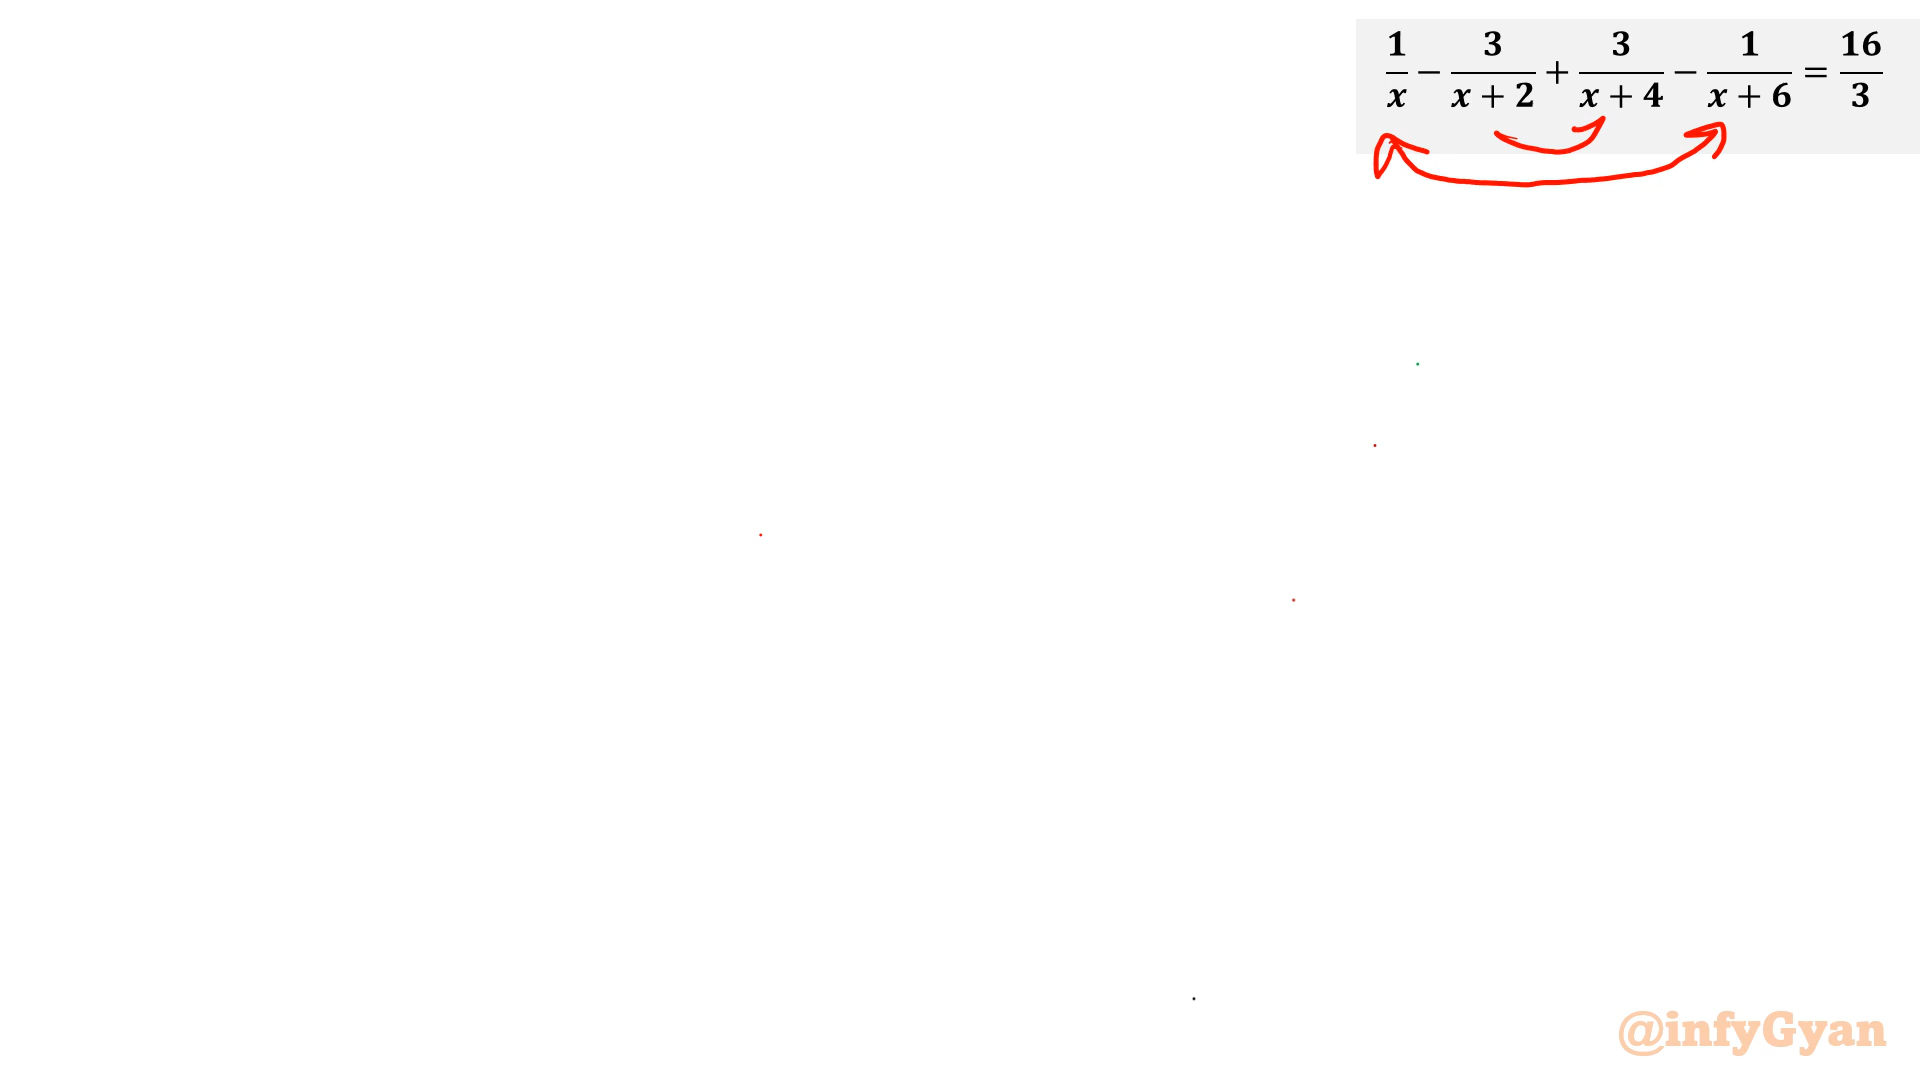 1/x − 3/(x + 2) + 3/(x + 4) − 1/(x + 6) = 16/3
@infyGyan